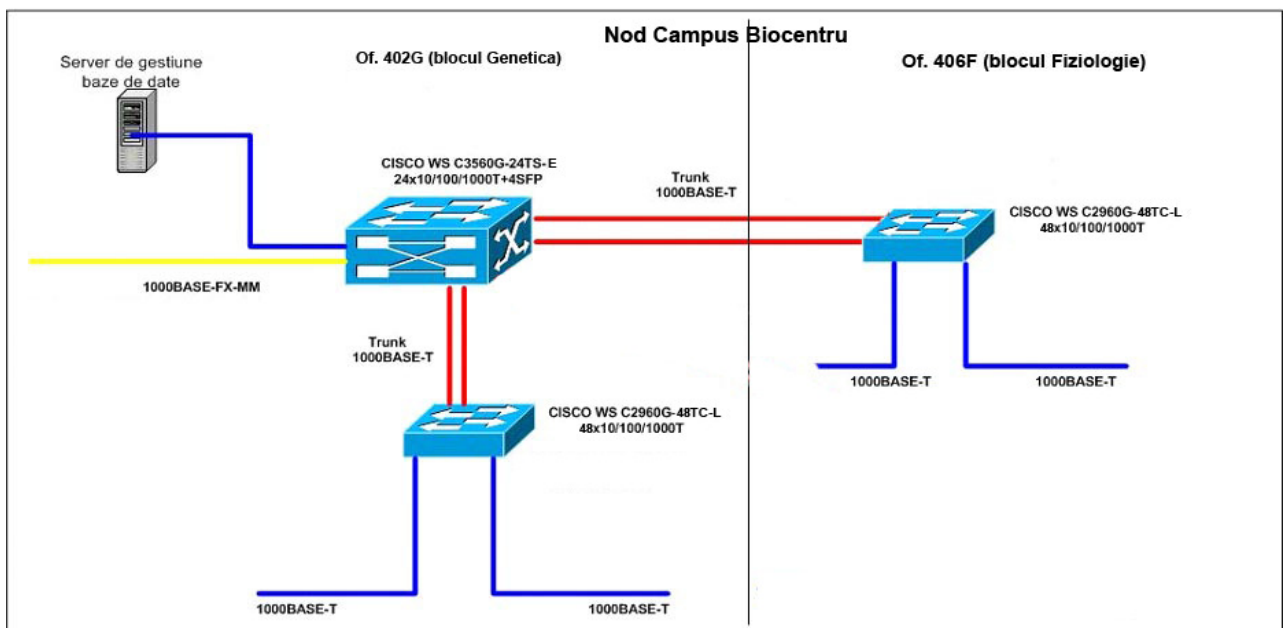 Nod Campus Biocentru
Of. 402G (blocul Genetica)
Of. 406F (blocul Fiziologie)
Server de gestiune
baze de date
CISCO WS C3560G-24TS-E
24x10/100/1000T+4SFP
Trunk
1000BASE-T
CISCO WS C2960G-48TC-L
48x10/100/1000T
1000BASE-FX-MM
Trunk
1000BASE-T
1000BASE-T
1000BASE-T
CISCO WS C2960G-48TC-L
48x10/100/1000T
1000BASE-T
1000BASE-T